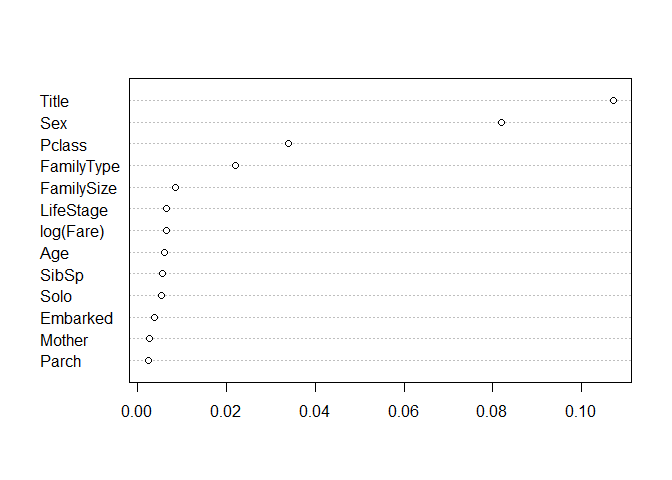 Title
Sex
Pclass
FamilyType
FamilySize
LifeStage
log(Fare)
Age
SibSp
Solo
Embarked
Mother
Parch
0.00 0.02 0.04 0.06 0.08 0.10